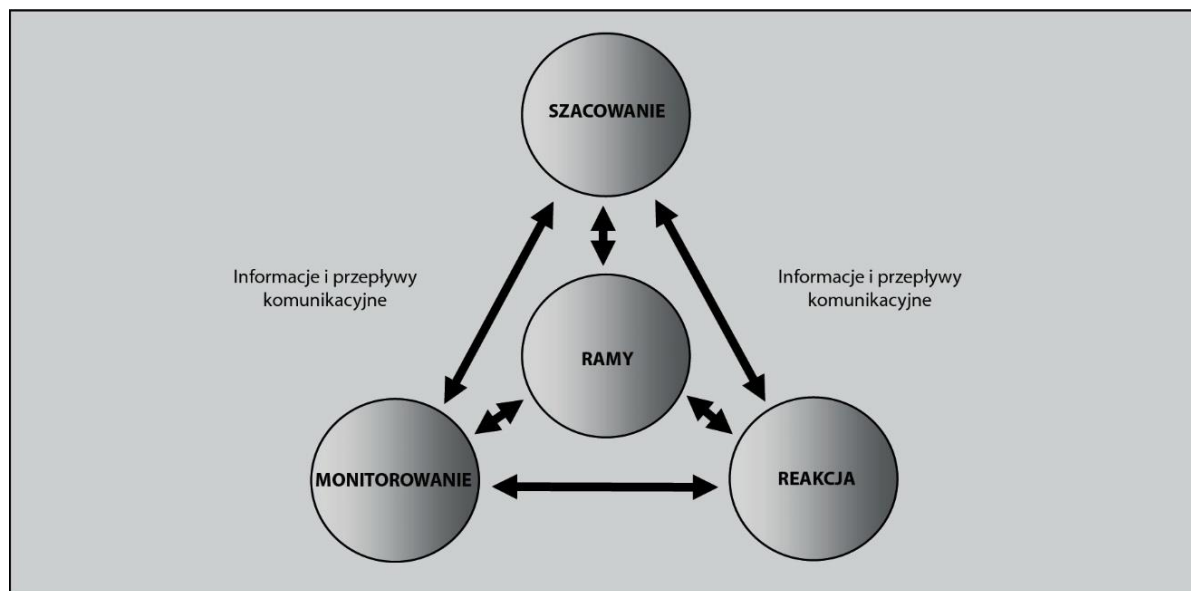 SZACOWANIE
Informacje i przepływy
komunikacyjne
Informacje i przepływy
komunikacyjne
RAMY
MONITOROWANIE
REAKCJA